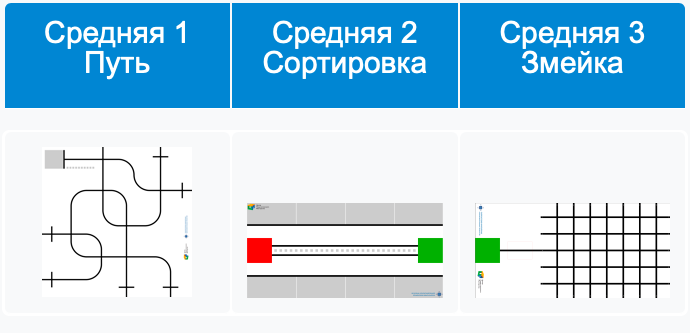 Средняя 1
Путь
Средняя 2
Сортировка
Средняя 3
Змейка